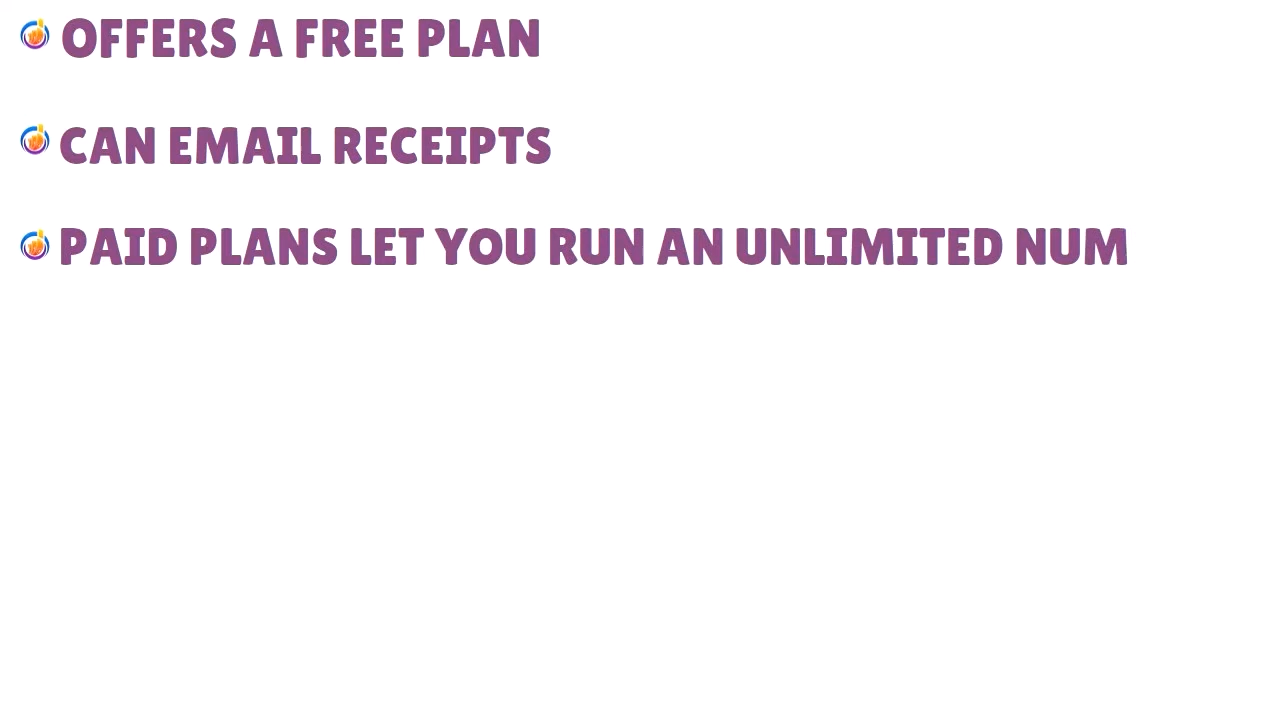 OFFERS A FREE PLAN
CAN EMAIL RECEIPTS
PAID PLANS LET YOU RUN AN UNLIMITED NUM